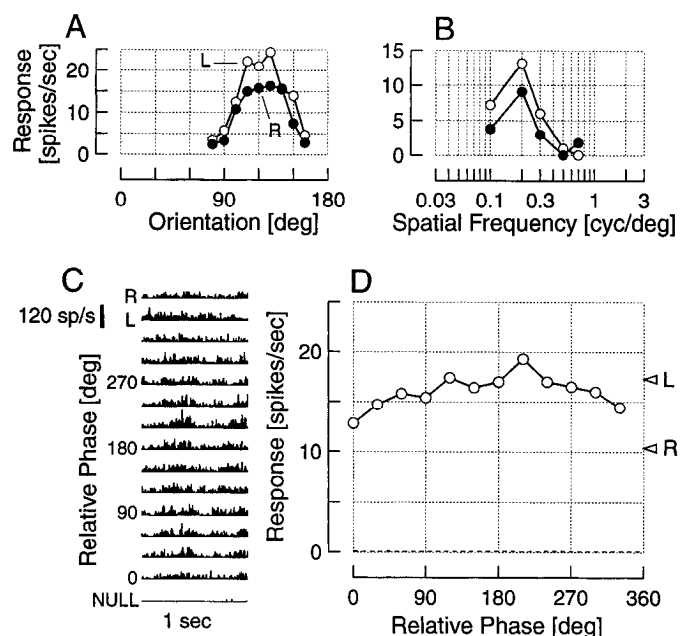 A
Response
[spikes/sec]
20
10
0
L
R
0
90
180
Orientation [deg]
B
15
10
5
0
0.03
0.1
0.3
1
3
Spatial Frequency [cyc/deg]
C
120 sp/s
R
L
Relative Phase [deg]
270
180
90
0
NULL
1 sec
D
Response [spikes/sec]
20
10
0
L
R
0
90
180
270
360
Relative Phase [deg]